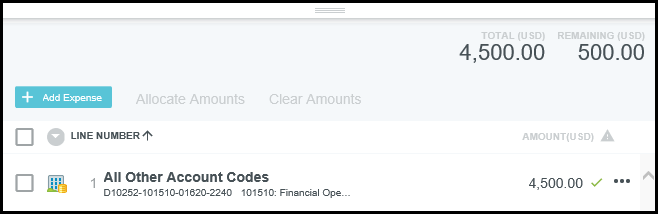 TOTAL (USD) REMAINING (USD)
4,500.00 500.00
+ Add Expense Allocate Amounts Clear Amounts
LINE NUMBER AMOUNT(USD)
1 All Other Account Codes 4,500.00
D10252-101510-01620-2240 101510: Financial Ope...